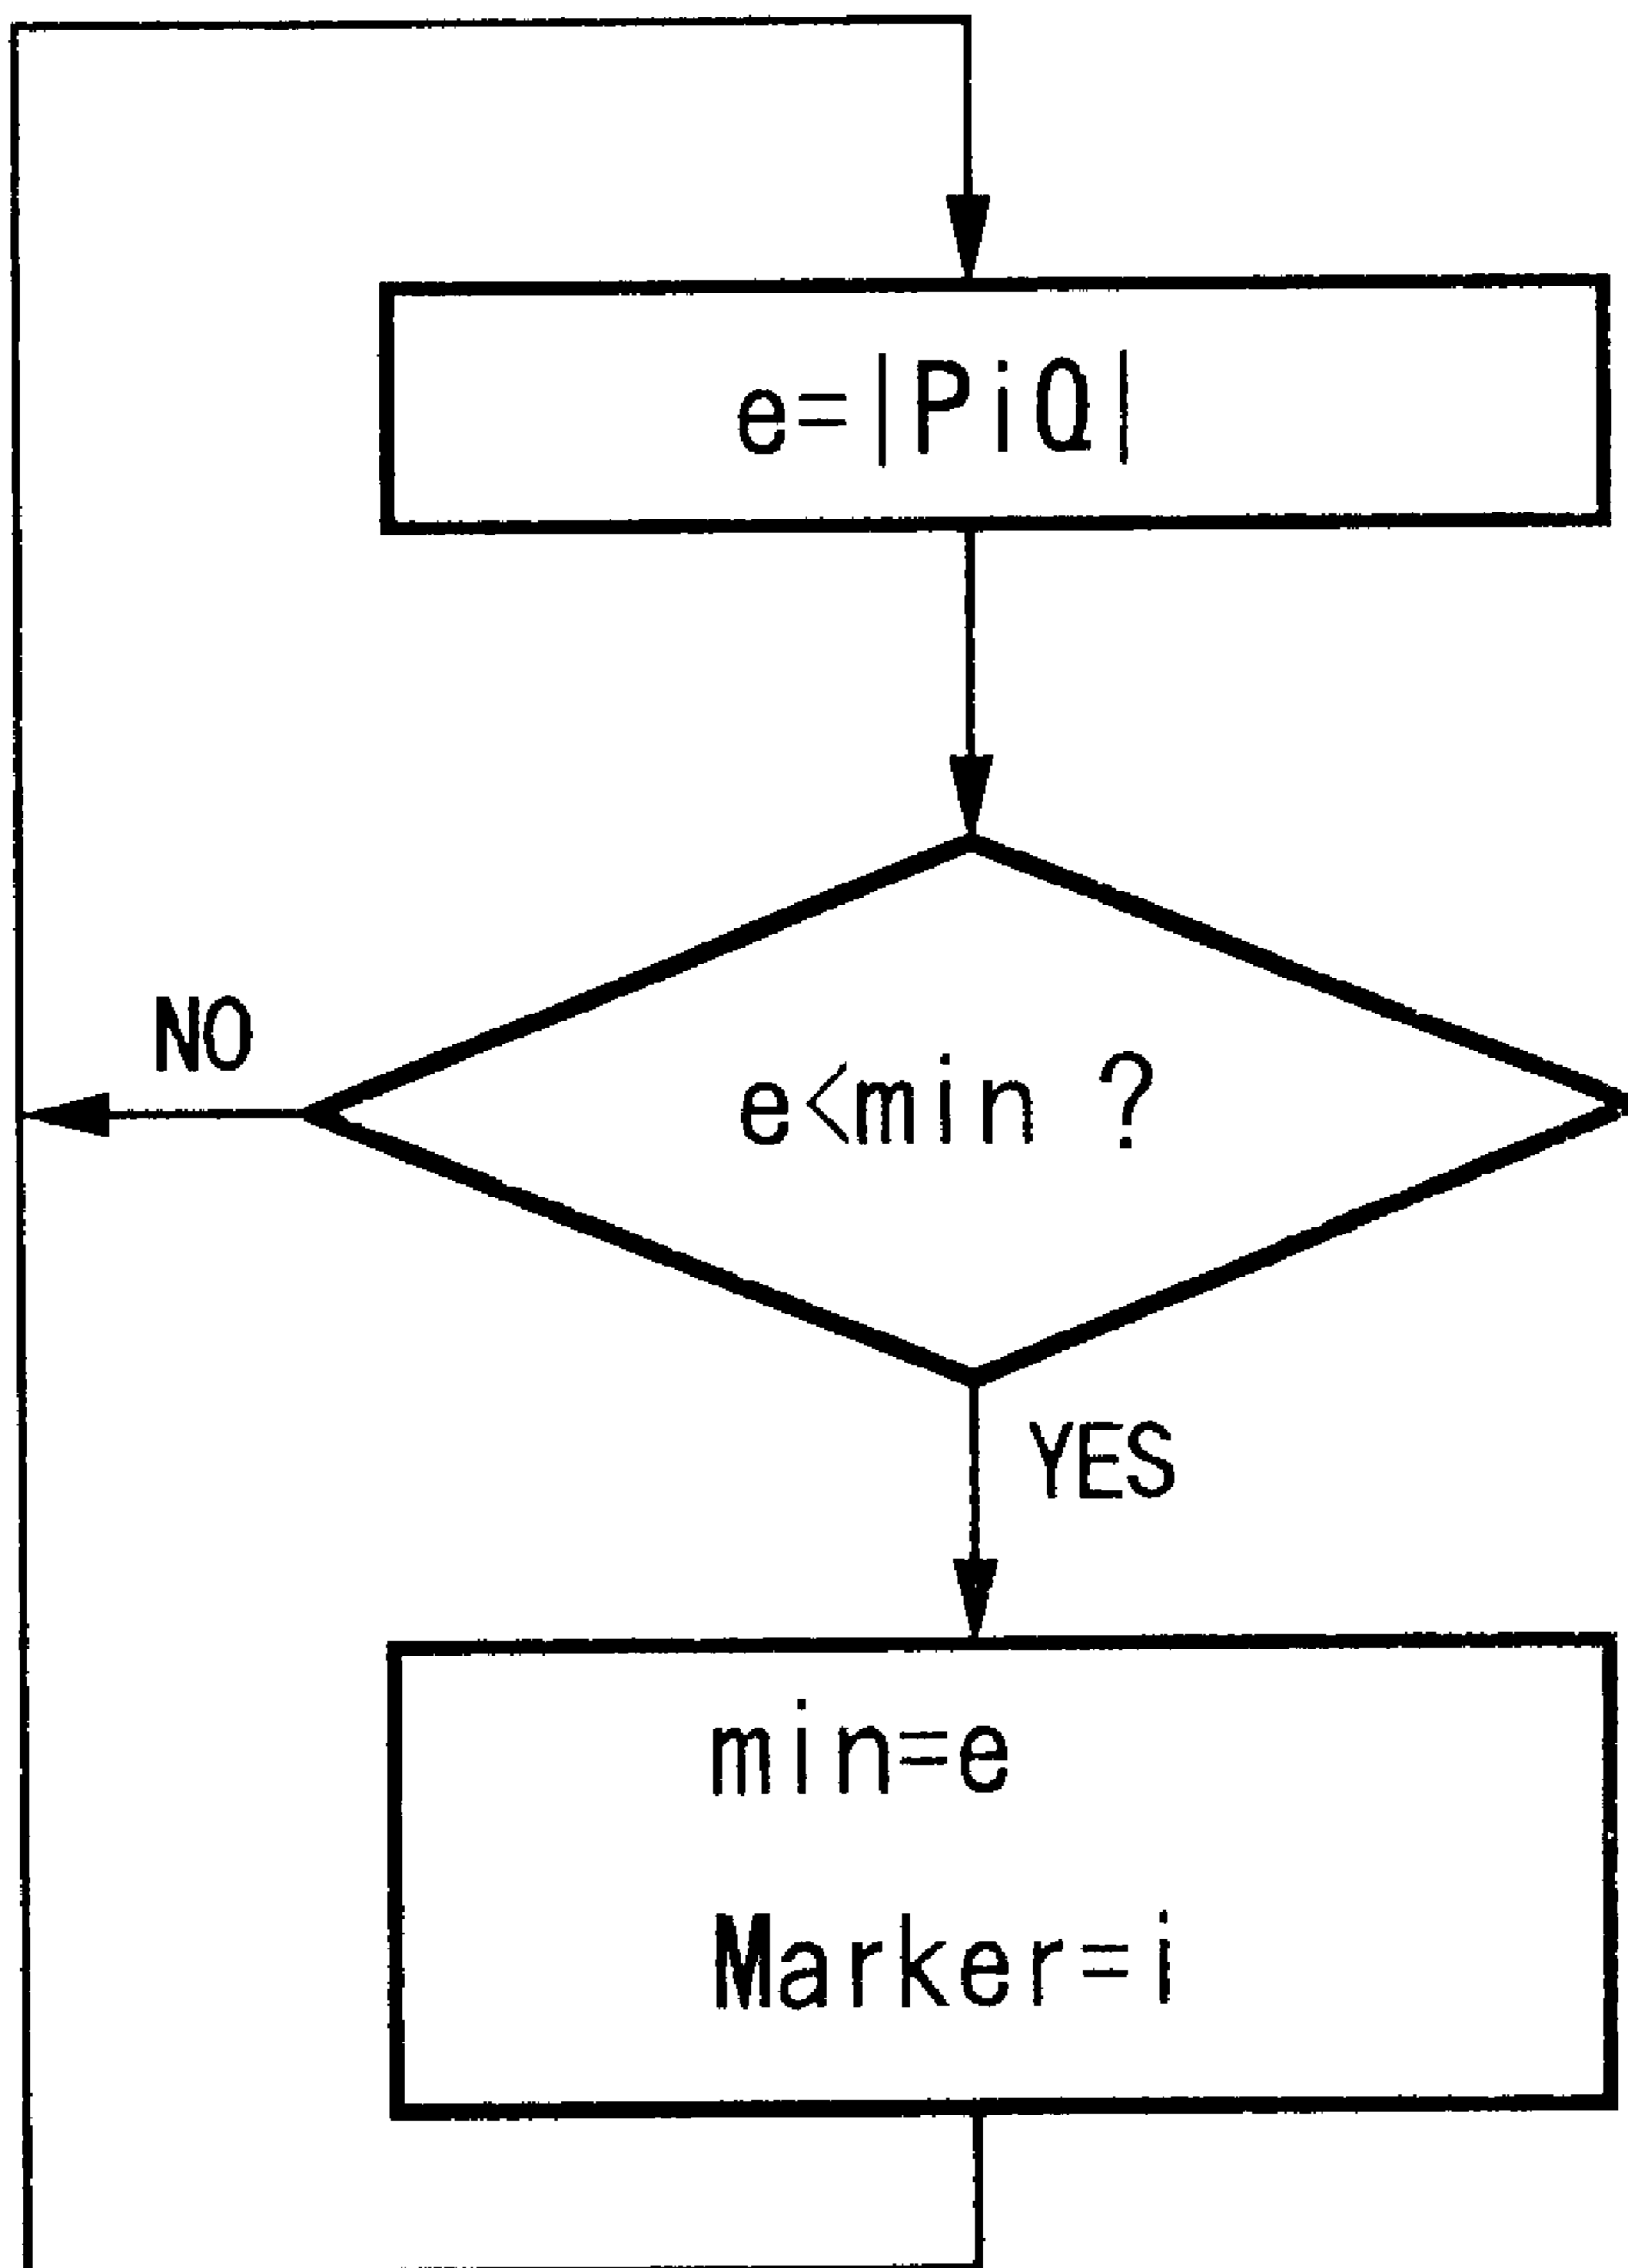 e=|PiQ|
NO
e<min ?
YES
min=e
Marker=i